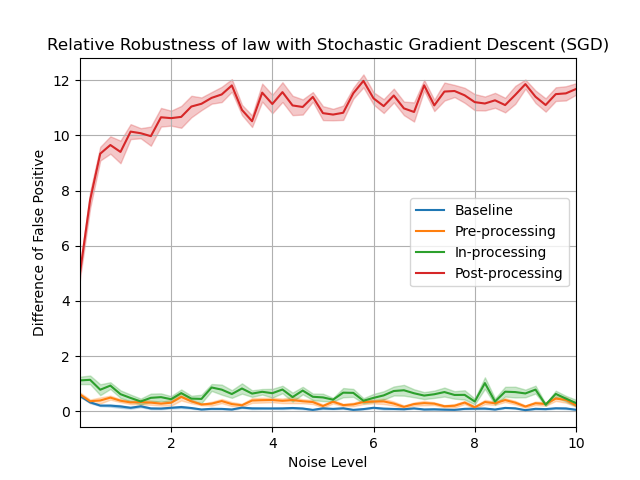 Relative Robustness of law with Stochastic Gradient Descent (SGD)
Difference of False Positive
12
10
8
6
4
2
0
Baseline
Pre-processing
In-processing
Post-processing
2 4 6 8 10
Noise Level